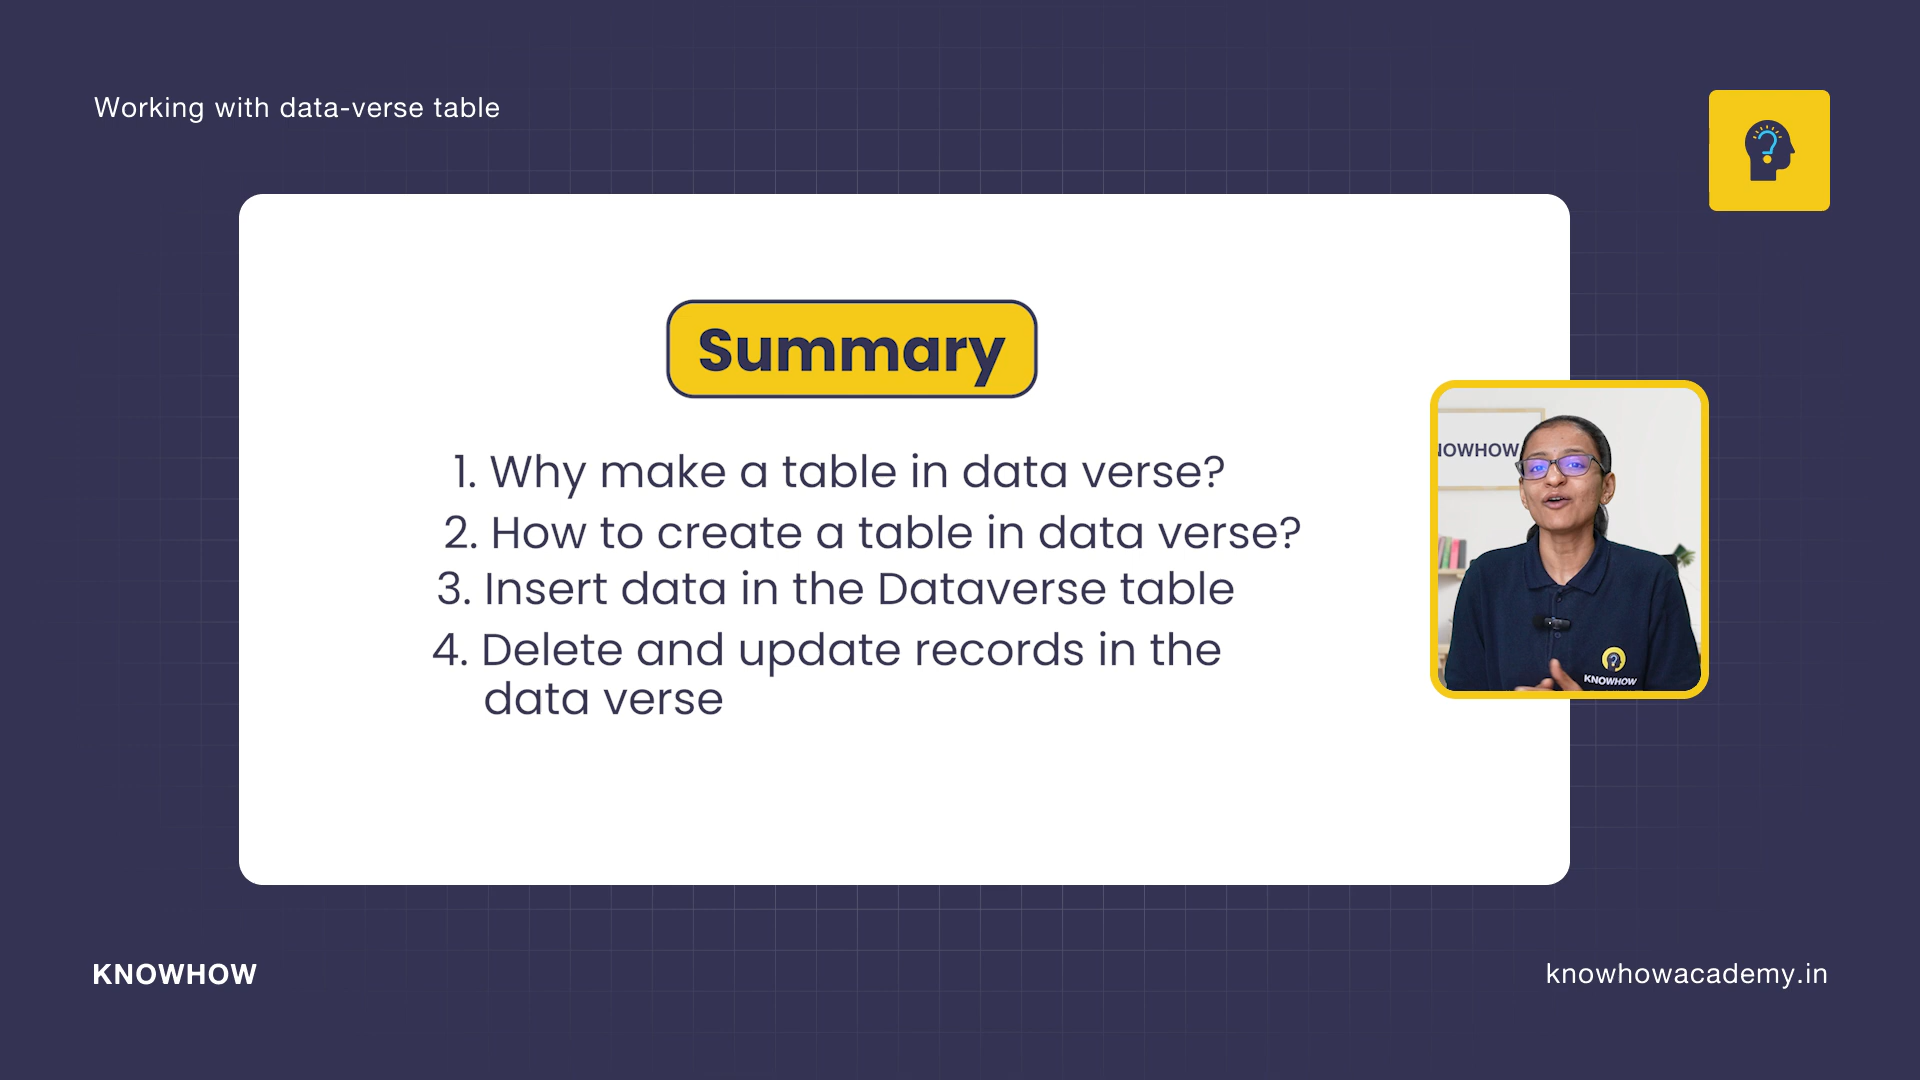 Working with data-verse table
Summary
1. Why make a table in data verse?
2. How to create a table in data verse?
3. Insert data in the Dataverse table
4. Delete and update records in the
data verse
NOWHOW
KNOWHOW
KNOWHOW
knowhowacademy.in